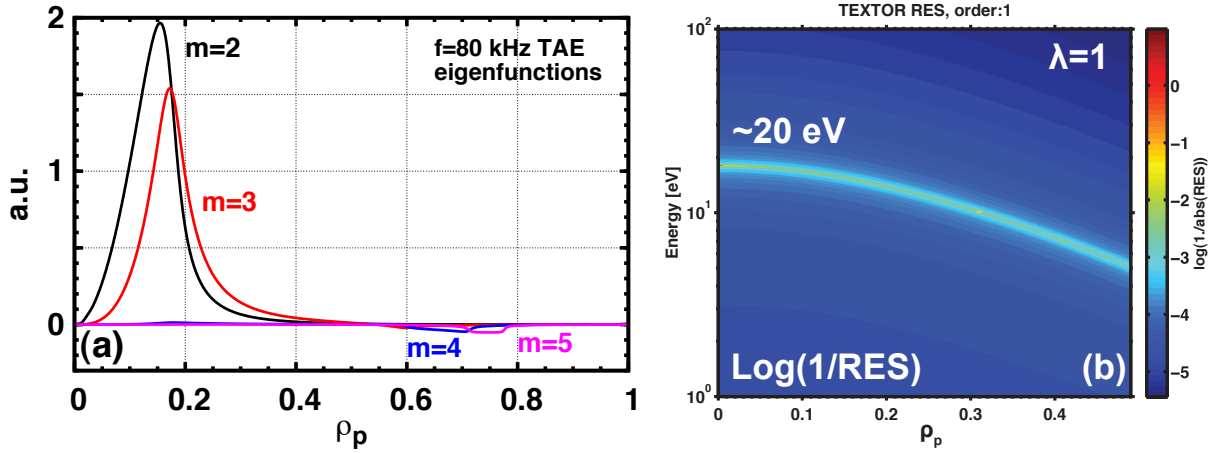 2
1
0
a.u.
m=2
f=80 kHz TAE
eigenfunctions
m=3
(a)
m=4
m=5
0
0.2
0.4
0.6
0.8
1
ρp
TEXTOR RES, order:1
10²
10¹
10⁰
Energy [eV]
λ=1
~20 eV
Log(1/RES)
(b)
0
0.1
0.2
0.3
0.4
ρp
0
-1
-2
-3
-4
-5
log(1./abs(RES))